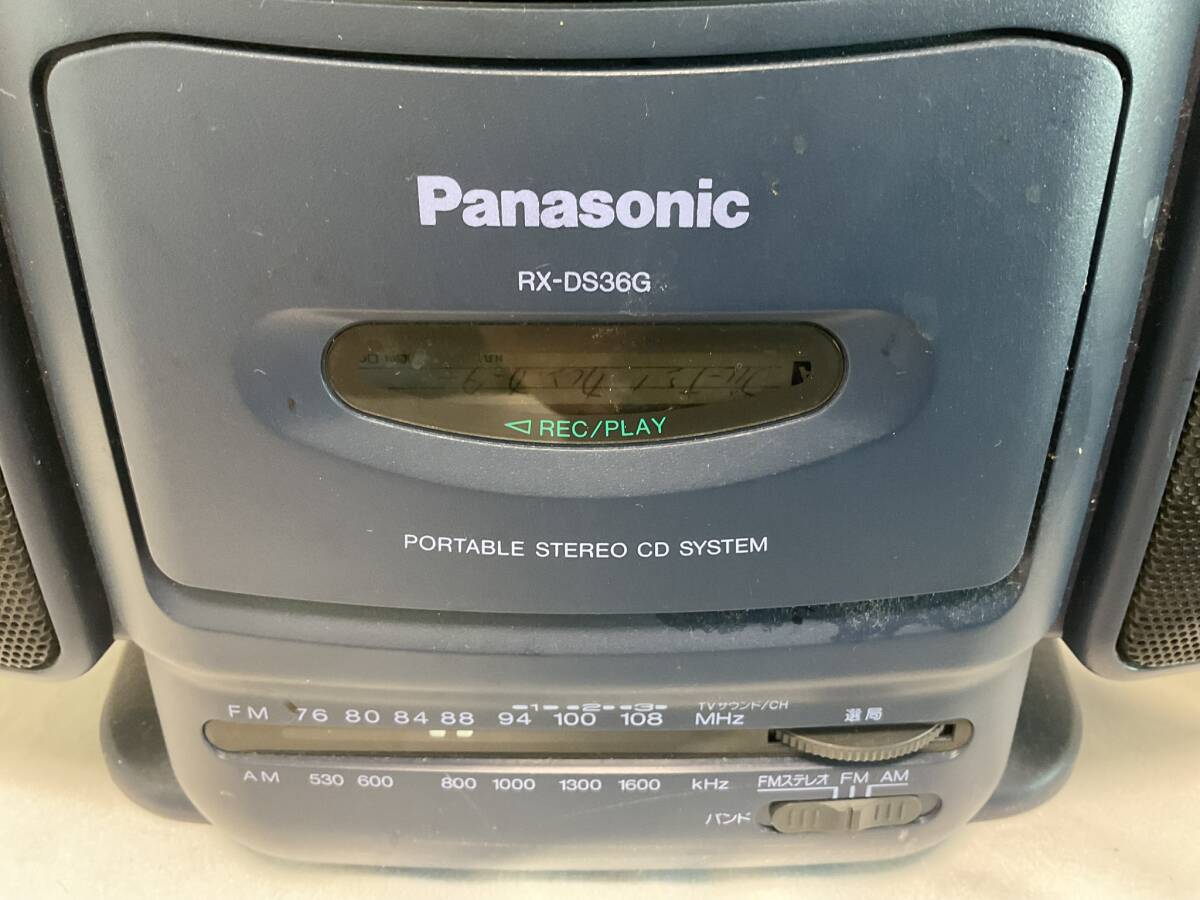 Panasonic
RX-DS36G
◁ REC/PLAY
PORTABLE STEREO CD SYSTEM
1 2 3 TVサウンド/CH
FM 76 80 84 88 94 100 108 MHz 選局
AM 530 600 800 1000 1300 1600 kHz FMステレオ FM AM
バンド